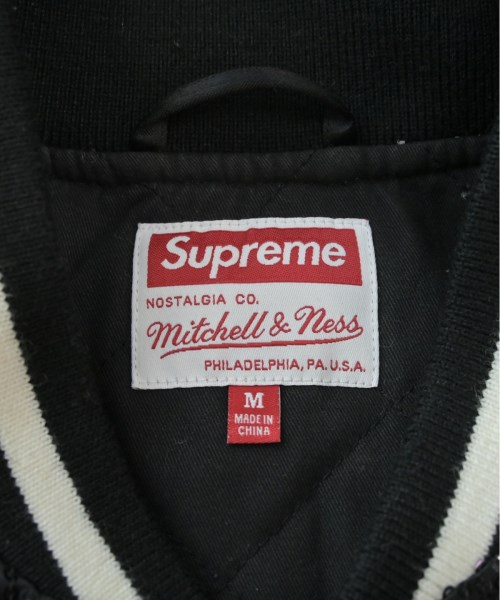 Supreme
NOSTALGIA CO.
Mitchell & Ness
PHILADELPHIA, PA. U.S.A.
M
MADE IN
CHINA